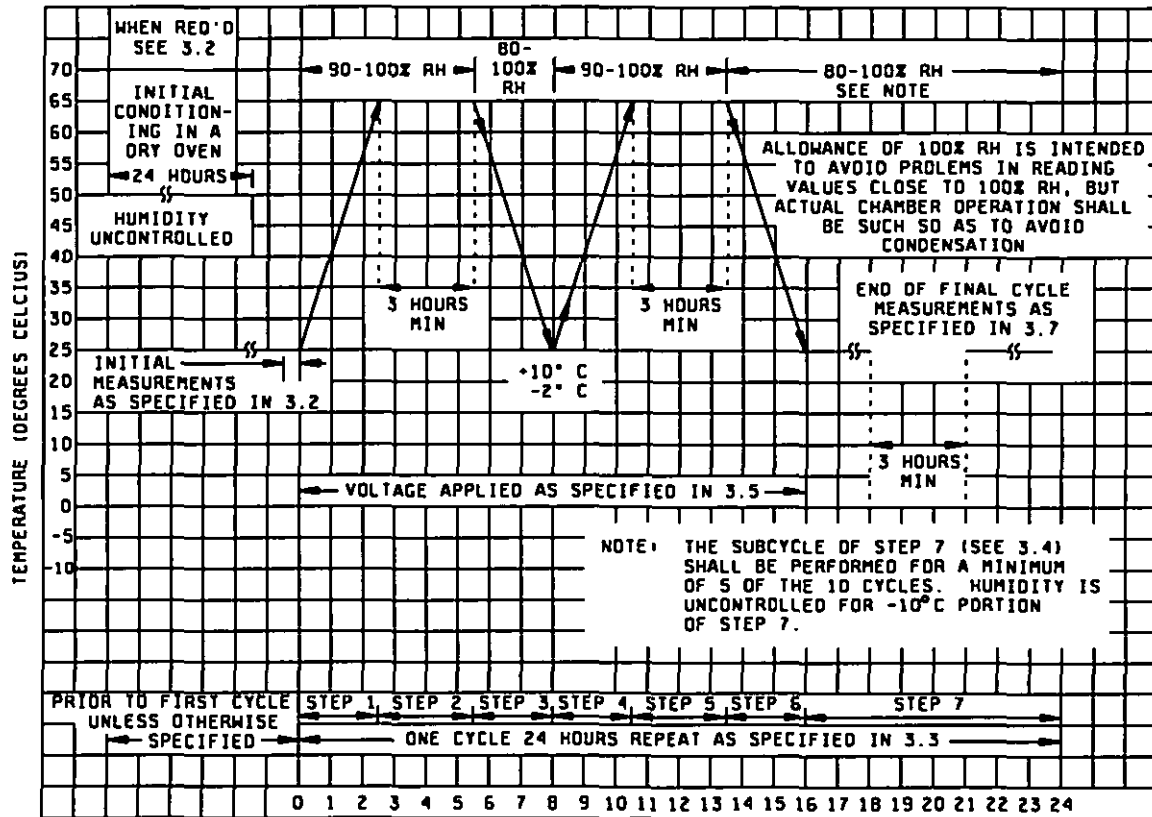 WHEN REQ'D
SEE 3.2
INITIAL
CONDITION-
ING IN A
DRY OVEN
24 HOURS
HUMIDITY
UNCONTROLLED
90-100% RH
80-
100%
RH
90-100% RH
80-100% RH
SEE NOTE
ALLOWANCE OF 100% RH IS INTENDED
TO AVOID PROLEMS IN READING
VALUES CLOSE TO 100% RH, BUT
ACTUAL CHAMBER OPERATION SHALL
BE SUCH SO AS TO AVOID
CONDENSATION
3 HOURS
MIN
3 HOURS
MIN
END OF FINAL CYCLE
MEASUREMENTS AS
SPECIFIED IN 3.7
INITIAL
MEASUREMENTS
AS SPECIFIED IN 3.2
+10° C
-2° C
3 HOURS
MIN
VOLTAGE APPLIED AS SPECIFIED IN 3.5
NOTE: THE SUBCYCLE OF STEP 7 (SEE 3.4)
SHALL BE PERFORMED FOR A MINIMUM
OF 5 OF THE 10 CYCLES. HUMIDITY IS
UNCONTROLLED FOR -10°C PORTION
OF STEP 7.
TEMPERATURE (DEGREES CELCIUS)
70
65
60
55
50
45
40
35
30
25
20
15
10
5
0
-5
-10
PRIOR TO FIRST CYCLE
UNLESS OTHERWISE
SPECIFIED
STEP 1 STEP 2 STEP 3 STEP 4 STEP 5 STEP 6 STEP 7
ONE CYCLE 24 HOURS REPEAT AS SPECIFIED IN 3.3
0 1 2 3 4 5 6 7 8 9 10 11 12 13 14 15 16 17 18 19 20 21 22 23 24